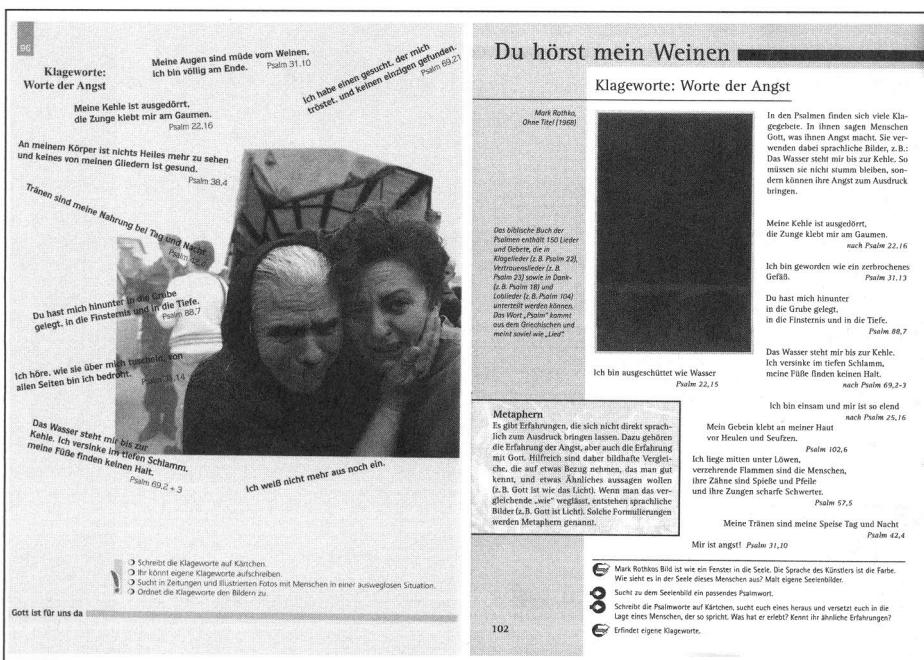 96
Klageworte:
Worte der Angst
Meine Augen sind müde vom Weinen,
ich bin völlig am Ende. Psalm 31,10
Ich habe einen gesucht, der mich
tröstet, und keinen einzigen gefunden.
Psalm 69,21
Meine Kehle ist ausgedörrt,
die Zunge klebt mir am Gaumen.
Psalm 22,16
An meinem Körper ist nichts Heiles mehr zu sehen
und keines von meinen Gliedern ist gesund.
Psalm 38,4
Tränen sind meine Nahrung bei Tag und Nacht.
Du hast mich hinunter in die Grube
gelegt, in die Finsternis und in die Tiefe.
Psalm 88,7
Ich höre, wie sie über mich tuscheln, von
allen Seiten bin ich bedroht. Psalm 31,14
Das Wasser steht mir bis zur
Kehle. Ich versinke im tiefen Schlamm,
meine Füße finden keinen Halt.
Psalm 69,2 + 3
Ich weiß nicht mehr aus noch ein.
! ❍ Schreibt die Klageworte auf Kärtchen.
❍ Ihr könnt eigene Klageworte aufschreiben.
❍ Sucht in Zeitungen und Illustrierten Fotos mit Menschen in einer ausweglosen Situation.
❍ Ordnet die Klageworte den Bildern zu.
Gott ist für uns da
Du hörst mein Weinen
Klageworte: Worte der Angst
Mark Rothko,
Ohne Titel (1968)
Das biblische Buch der
Psalmen enthält 150 Lieder
und Gebete, die in
Klagelieder (z. B. Psalm 22),
Vertrauenslieder (z. B.
Psalm 23) sowie in Dank-
(z. B. Psalm 18) und
Loblieder (z. B. Psalm 104)
unterteilt werden können.
Das Wort „Psalm" kommt
aus dem Griechischen und
meint soviel wie „Lied".
Ich bin ausgeschüttet wie Wasser
Psalm 22,15
In den Psalmen finden sich viele Kla-
gegebete. In ihnen sagen Menschen
Gott, was ihnen Angst macht. Sie ver-
wenden dabei sprachliche Bilder, z. B.:
Das Wasser steht mir bis zur Kehle. So
müssen sie nicht stumm bleiben, son-
dern können ihre Angst zum Ausdruck
bringen.
Meine Kehle ist ausgedörrt,
die Zunge klebt mir am Gaumen.
nach Psalm 22,16
Ich bin geworden wie ein zerbrochenes
Gefäß. Psalm 31,13
Du hast mich hinunter
in die Grube gelegt,
in die Finsternis und in die Tiefe.
Psalm 88,7
Das Wasser steht mir bis zur Kehle.
Ich versinke im tiefen Schlamm,
meine Füße finden keinen Halt.
nach Psalm 69,2-3
Ich bin einsam und mir ist so elend
nach Psalm 25,16
Mein Gebein klebt an meiner Haut
vor Heulen und Seufzen.
Psalm 102,6
Ich liege mitten unter Löwen,
verzehrende Flammen sind die Menschen,
ihre Zähne sind Spieße und Pfeile
und ihre Zungen scharfe Schwerter.
Psalm 57,5
Meine Tränen sind meine Speise Tag und Nacht
Psalm 42,4
Mir ist angst! Psalm 31,10
Metaphern
Es gibt Erfahrungen, die sich nicht direkt sprach-
lich zum Ausdruck bringen lassen. Dazu gehören
die Erfahrung der Angst, aber auch die Erfahrung
mit Gott. Hilfreich sind daher bildhafte Verglei-
che, die auf etwas Bezug nehmen, das man gut
kennt, und etwas Ähnliches aussagen wollen
(z. B. Gott ist wie das Licht). Wenn man das ver-
gleichende „wie" weglässt, entstehen sprachliche
Bilder (z. B. Gott ist Licht). Solche Formulierungen
werden Metaphern genannt.
Mark Rothkos Bild ist wie ein Fenster in die Seele. Die Sprache des Künstlers ist die Farbe.
Wie sieht es in der Seele dieses Menschen aus? Malt eigene Seelenbilder.
Sucht zu dem Seelenbild ein passendes Psalmwort.
Schreibt die Psalmworte auf Kärtchen, sucht euch eines heraus und versetzt euch in die
Lage eines Menschen, der so spricht. Was hat er erlebt? Kennt ihr ähnliche Erfahrungen?
Erfindet eigene Klageworte.
102